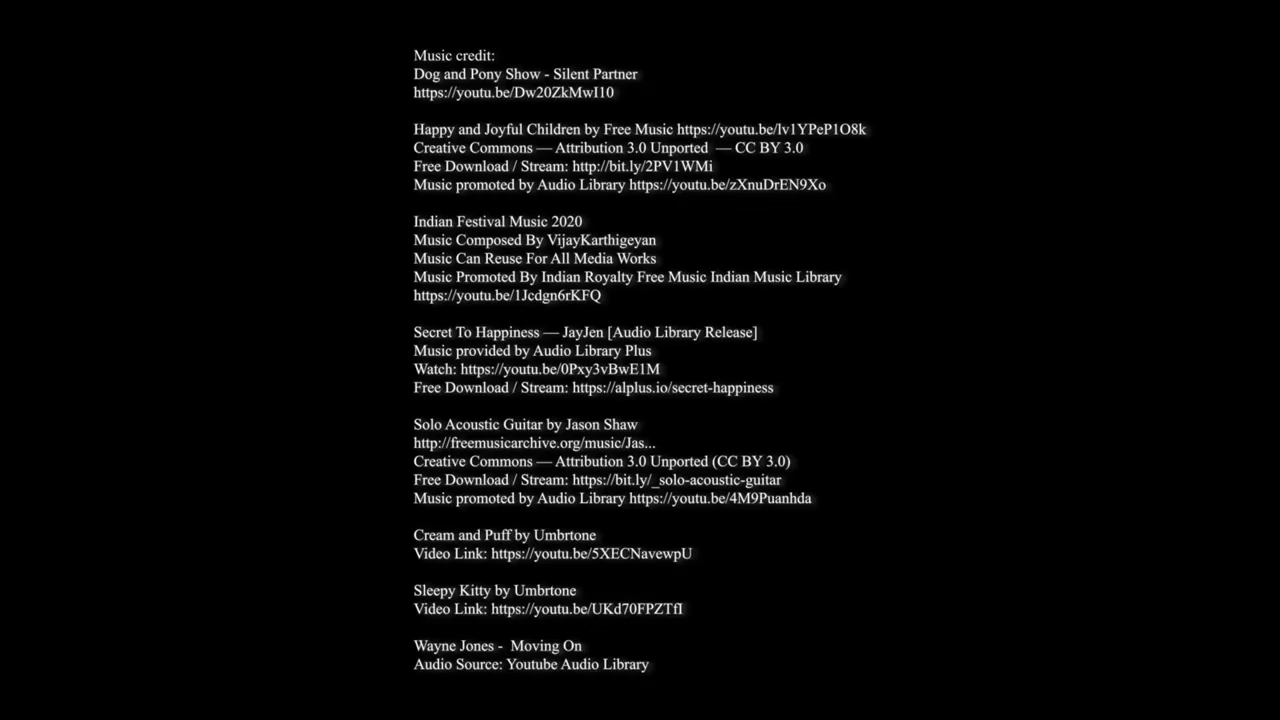 Music credit:
Dog and Pony Show - Silent Partner
https://youtu.be/Dw20ZkMwI10
Happy and Joyful Children by Free Music https://youtu.be/lv1YPeP1O8k
Creative Commons — Attribution 3.0 Unported  — CC BY 3.0
Free Download / Stream: http://bit.ly/2PV1WMi
Music promoted by Audio Library https://youtu.be/zXnuDrEN9Xo
Indian Festival Music 2020
Music Composed By VijayKarthigeyan
Music Can Reuse For All Media Works
Music Promoted By Indian Royalty Free Music Indian Music Library
https://youtu.be/1Jcdgn6rKFQ
Secret To Happiness — JayJen [Audio Library Release]
Music provided by Audio Library Plus
Watch: https://youtu.be/0Pxy3vBwE1M
Free Download / Stream: https://alplus.io/secret-happiness
Solo Acoustic Guitar by Jason Shaw
http://freemusicarchive.org/music/Jas...
Creative Commons — Attribution 3.0 Unported (CC BY 3.0)
Free Download / Stream: https://bit.ly/_solo-acoustic-guitar
Music promoted by Audio Library https://youtu.be/4M9Puanhda
Cream and Puff by Umbrtone
Video Link: https://youtu.be/5XECNavewpU
Sleepy Kitty by Umbrtone
Video Link: https://youtu.be/UKd70FPZTfI
Wayne Jones -  Moving On
Audio Source: Youtube Audio Library